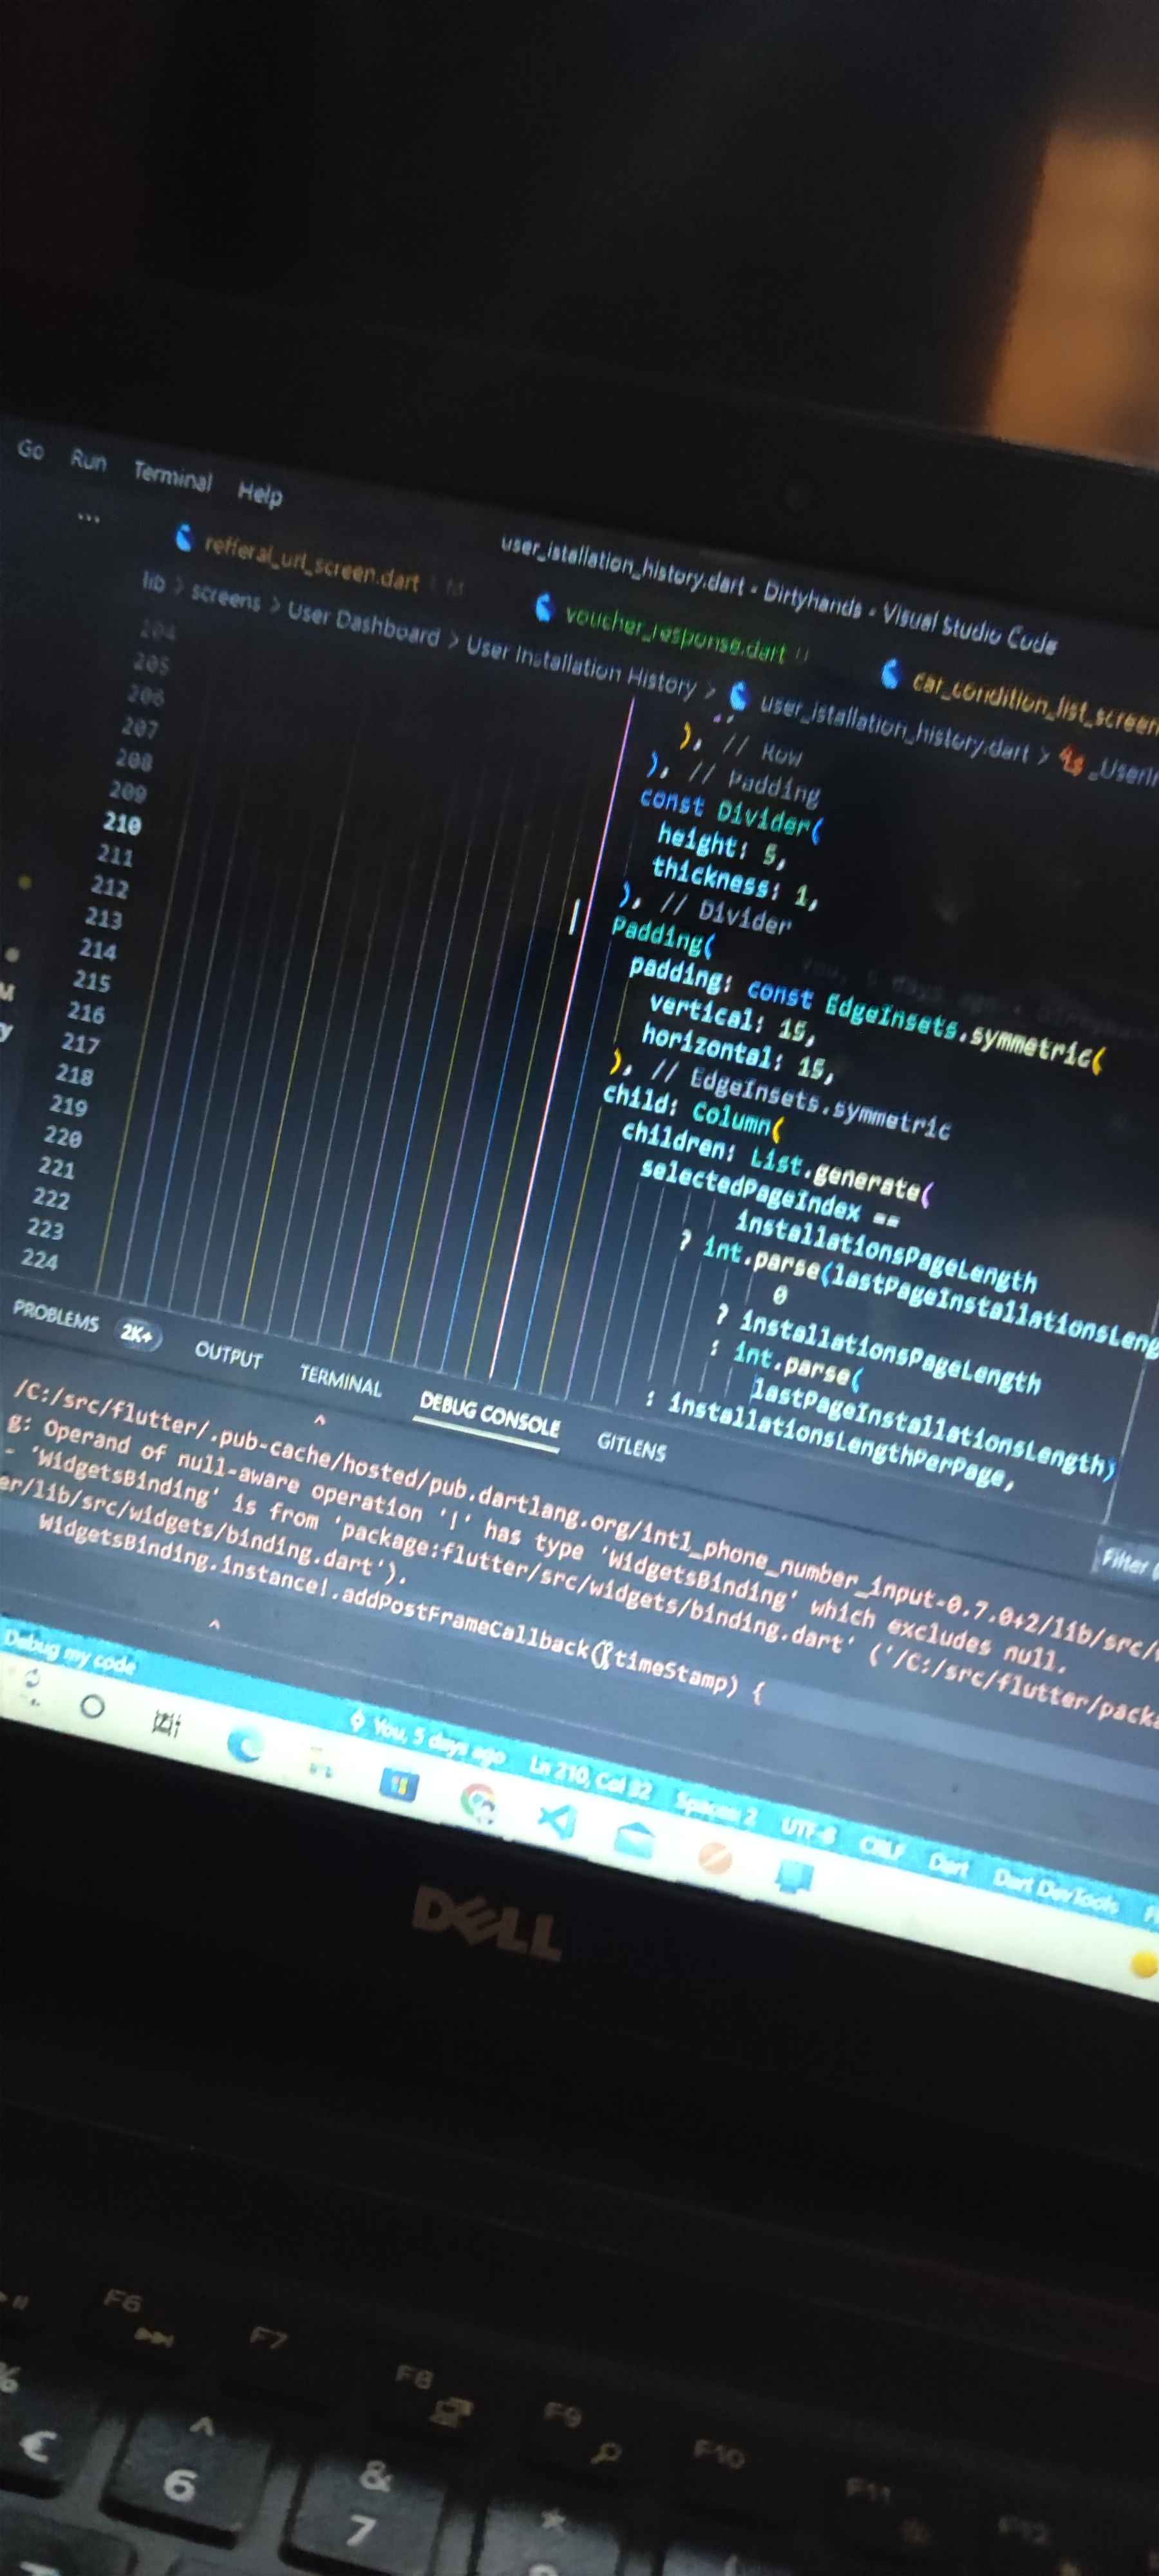 Go Run Terminal Help
user_istallation_history.dart - Dirtyhands - Visual Studio Code
...
refferal_url_screen.dart
voucher_response.dart U
car_condition_list_screen
lib > screens > User Dashboard > User Installation History > user_istallation_history.dart >
204
205
206
207
208
209
210
211
212
213
214
215
216
217
218
219
220
221
222
223
224
), // Row
), // Padding
const Divider(
height: 5,
thickness: 1,
), // Divider
Padding(
padding: const EdgeInsets.symmetric(
vertical: 15,
horizontal: 15,
), // EdgeInsets.symmetric
child: Column(
children: List.generate(
selectedPageIndex ==
installationsPageLength
? int.parse(lastPageInstallationsLeng
0
? installationsPageLength
: int.parse(
lastPageInstallationsLength)
: installationsLengthPerPage,
PROBLEMS 2K+ OUTPUT TERMINAL DEBUG CONSOLE GITLENS
Filter
/C:/src/flutter/.pub-cache/hosted/pub.dartlang.org/intl_phone_number_input-0.7.0+2/lib/src/
g: Operand of null-aware operation '!' has type 'WidgetsBinding' which excludes null.
- 'WidgetsBinding' is from 'package:flutter/src/widgets/binding.dart' ('/C:/src/flutter/packa
er/lib/src/widgets/binding.dart').
WidgetsBinding.instance!.addPostFrameCallback((timeStamp) {
^
Debug my code
You, 5 days ago Ln 210, Col 32 Spaces: 2 UTF-8 CRLF Dart Dart DevTools
DELL
F6
F7
F8
F9
F10
F11
F12
%
€
^
6
&
7
*